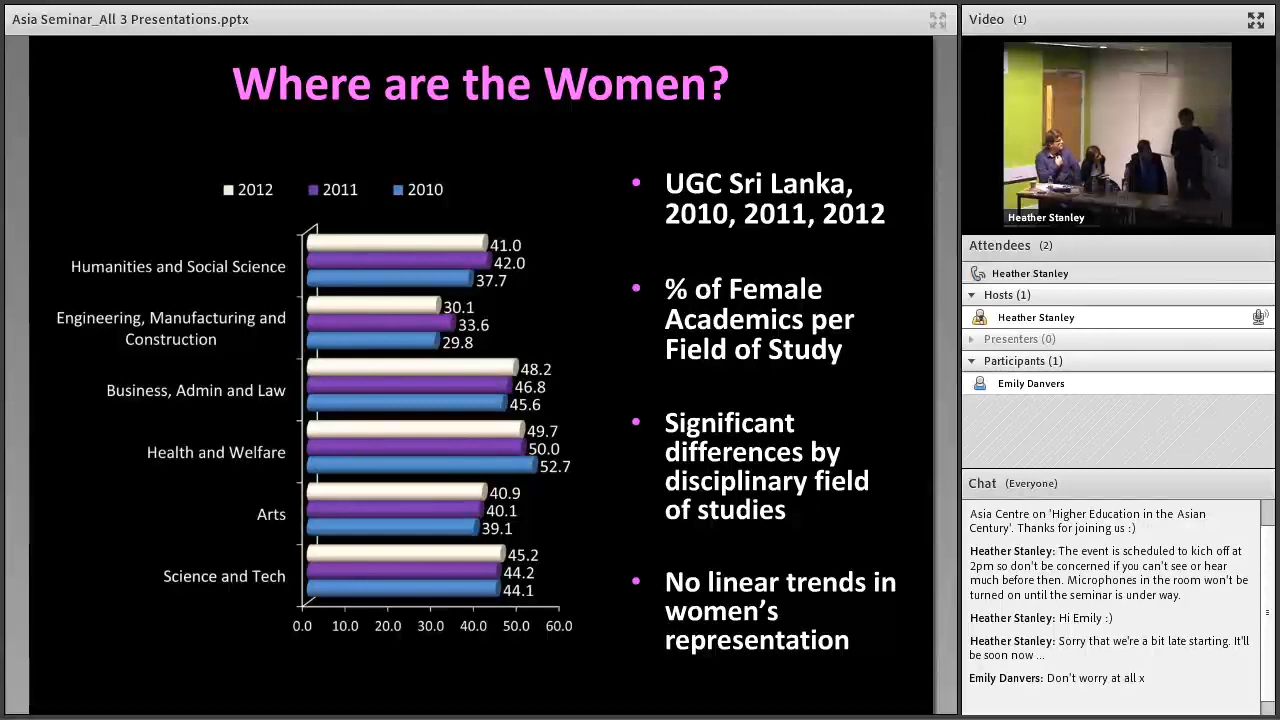 Asia Seminar_All 3 Presentations.pptx
Where are the Women?
2012 2011 2010
Humanities and Social Science
41.0
42.0
37.7
Engineering, Manufacturing and
Construction
30.1
33.6
29.8
Business, Admin and Law
48.2
46.8
45.6
Health and Welfare
49.7
50.0
52.7
Arts
40.9
40.1
39.1
Science and Tech
45.2
44.2
44.1
0.0 10.0 20.0 30.0 40.0 50.0 60.0
• UGC Sri Lanka,
2010, 2011, 2012
• % of Female
Academics per
Field of Study
• Significant
differences by
disciplinary field
of studies
• No linear trends in
women's
representation
Video (1)
Heather Stanley
Attendees (2)
Heather Stanley
Hosts (1)
Heather Stanley
Presenters (0)
Participants (1)
Emily Danvers
Chat (Everyone)
Asia Centre on 'Higher Education in the Asian
Century'. Thanks for joining us :)
Heather Stanley: The event is scheduled to kick off at
2pm so don't be concerned if you can't see or hear
much before then. Microphones in the room won't be
turned on until the seminar is under way.
Heather Stanley: Hi Emily :)
Heather Stanley: Sorry that we're a bit late starting. It'll
be soon now ...
Emily Danvers: Don't worry at all x